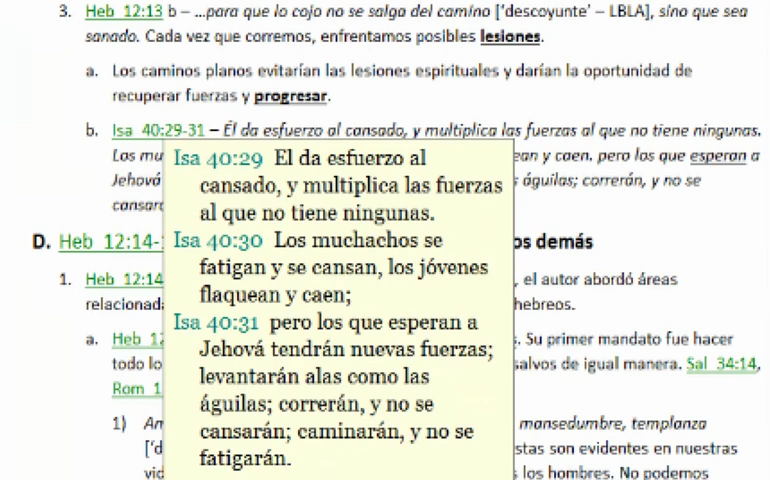 3. Heb 12:13 b – ...para que lo cojo no se salga del camino ['descoyunte' – LBLA], sino que sea
sanado. Cada vez que corremos, enfrentamos posibles lesiones.
a. Los caminos planos evitarían las lesiones espirituales y darían la oportunidad de
recuperar fuerzas y progresar.
b. Isa 40:29-31 – Él da esfuerzo al cansado, y multiplica las fuerzas al que no tiene ningunas.
Los mu
an y caen. pero los que esperan a
Jehová
águilas; correrán, y no se
Isa 40:29 El da esfuerzo al
cansado, y multiplica las fuerzas
al que no tiene ningunas.
Isa 40:30 Los muchachos se
fatigan y se cansan, los jóvenes
flaquean y caen;
Isa 40:31 pero los que esperan a
Jehová tendrán nuevas fuerzas;
levantarán alas como las
águilas; correrán, y no se
cansarán; caminarán, y no se
fatigarán.
D. Heb 12:14-
os demás
1. Heb 12:14
, el autor abordó áreas
relacionad
hebreos.
a. Heb 12
. Su primer mandato fue hacer
todo lo
salvos de igual manera. Sal 34:14,
Rom 1
1) Am
mansedumbre, templanza
['d
stas son evidentes en nuestras
vid
los hombres. No podemos